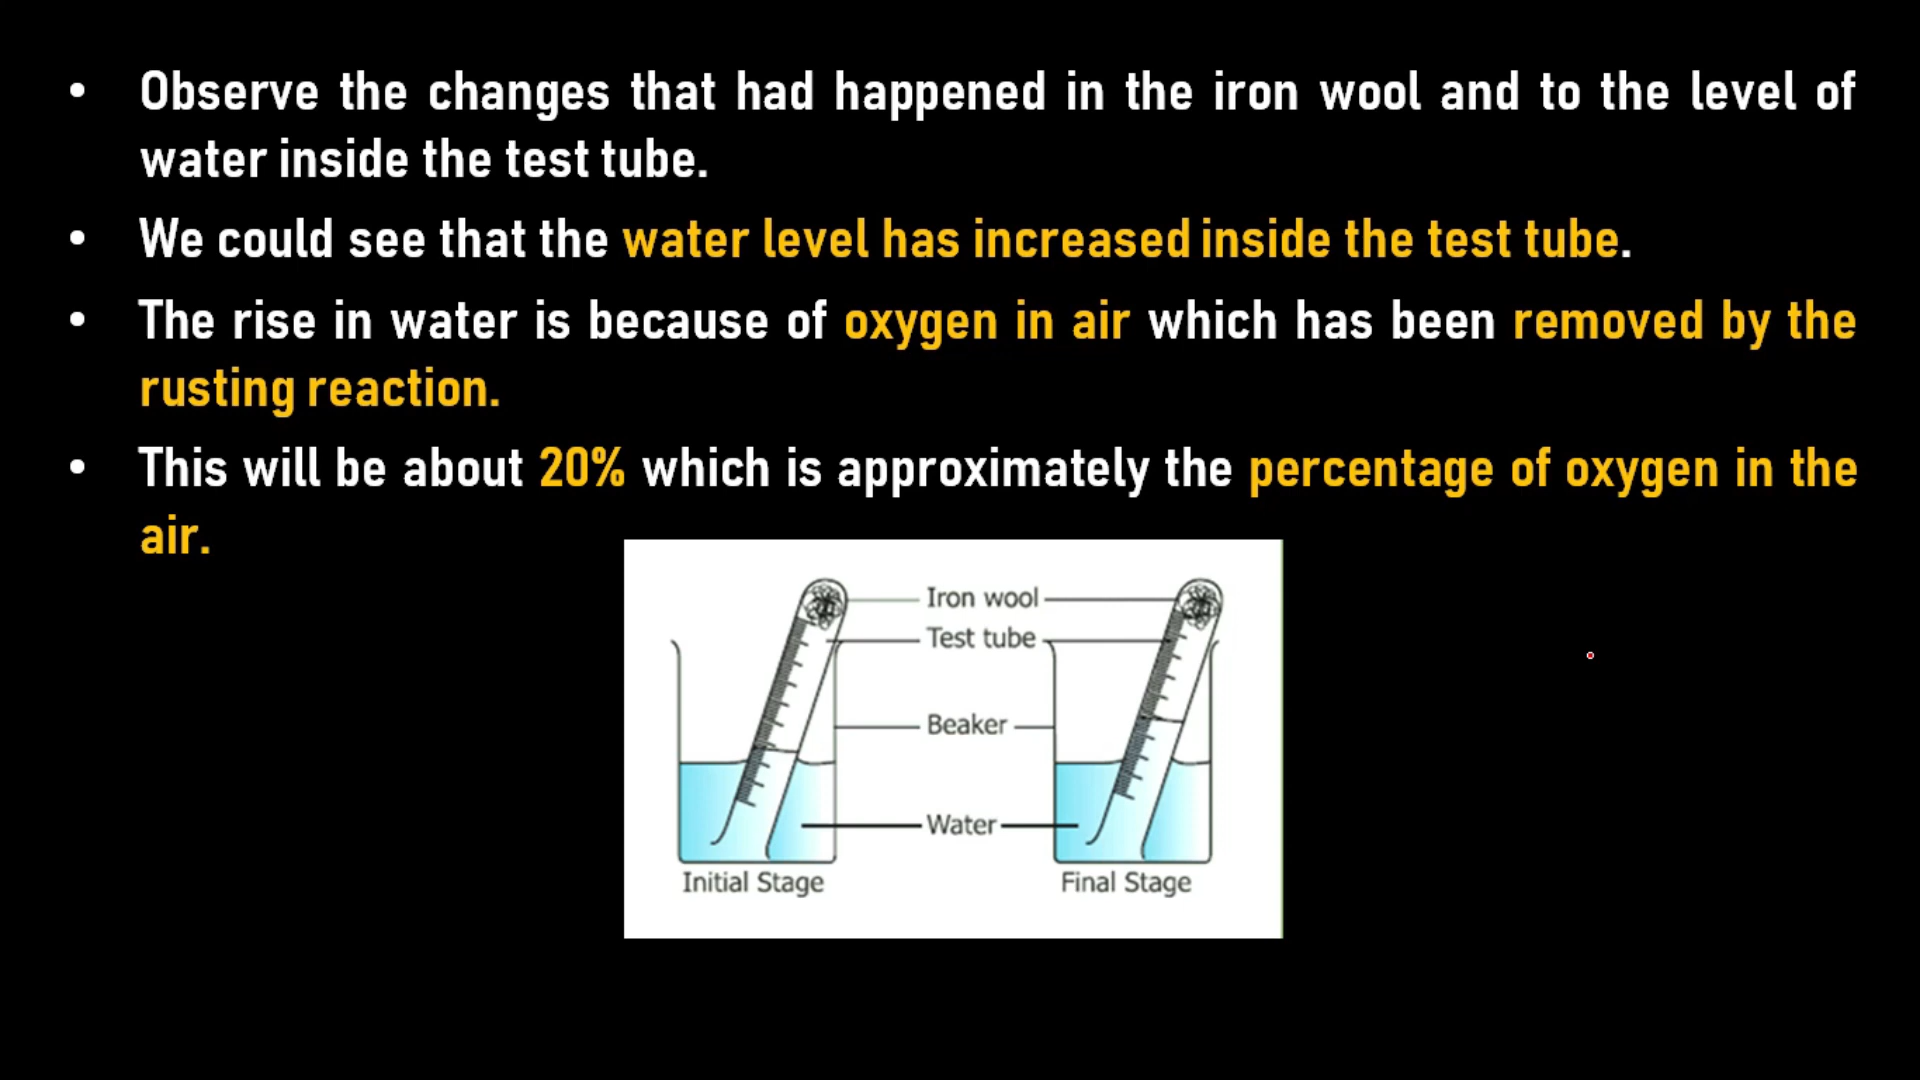 • Observe the changes that had happened in the iron wool and to the level of
water inside the test tube.
• We could see that the water level has increased inside the test tube.
• The rise in water is because of oxygen in air which has been removed by the
rusting reaction.
• This will be about 20% which is approximately the percentage of oxygen in the
air.
Iron wool
Test tube
Beaker
Water
Initial Stage
Final Stage